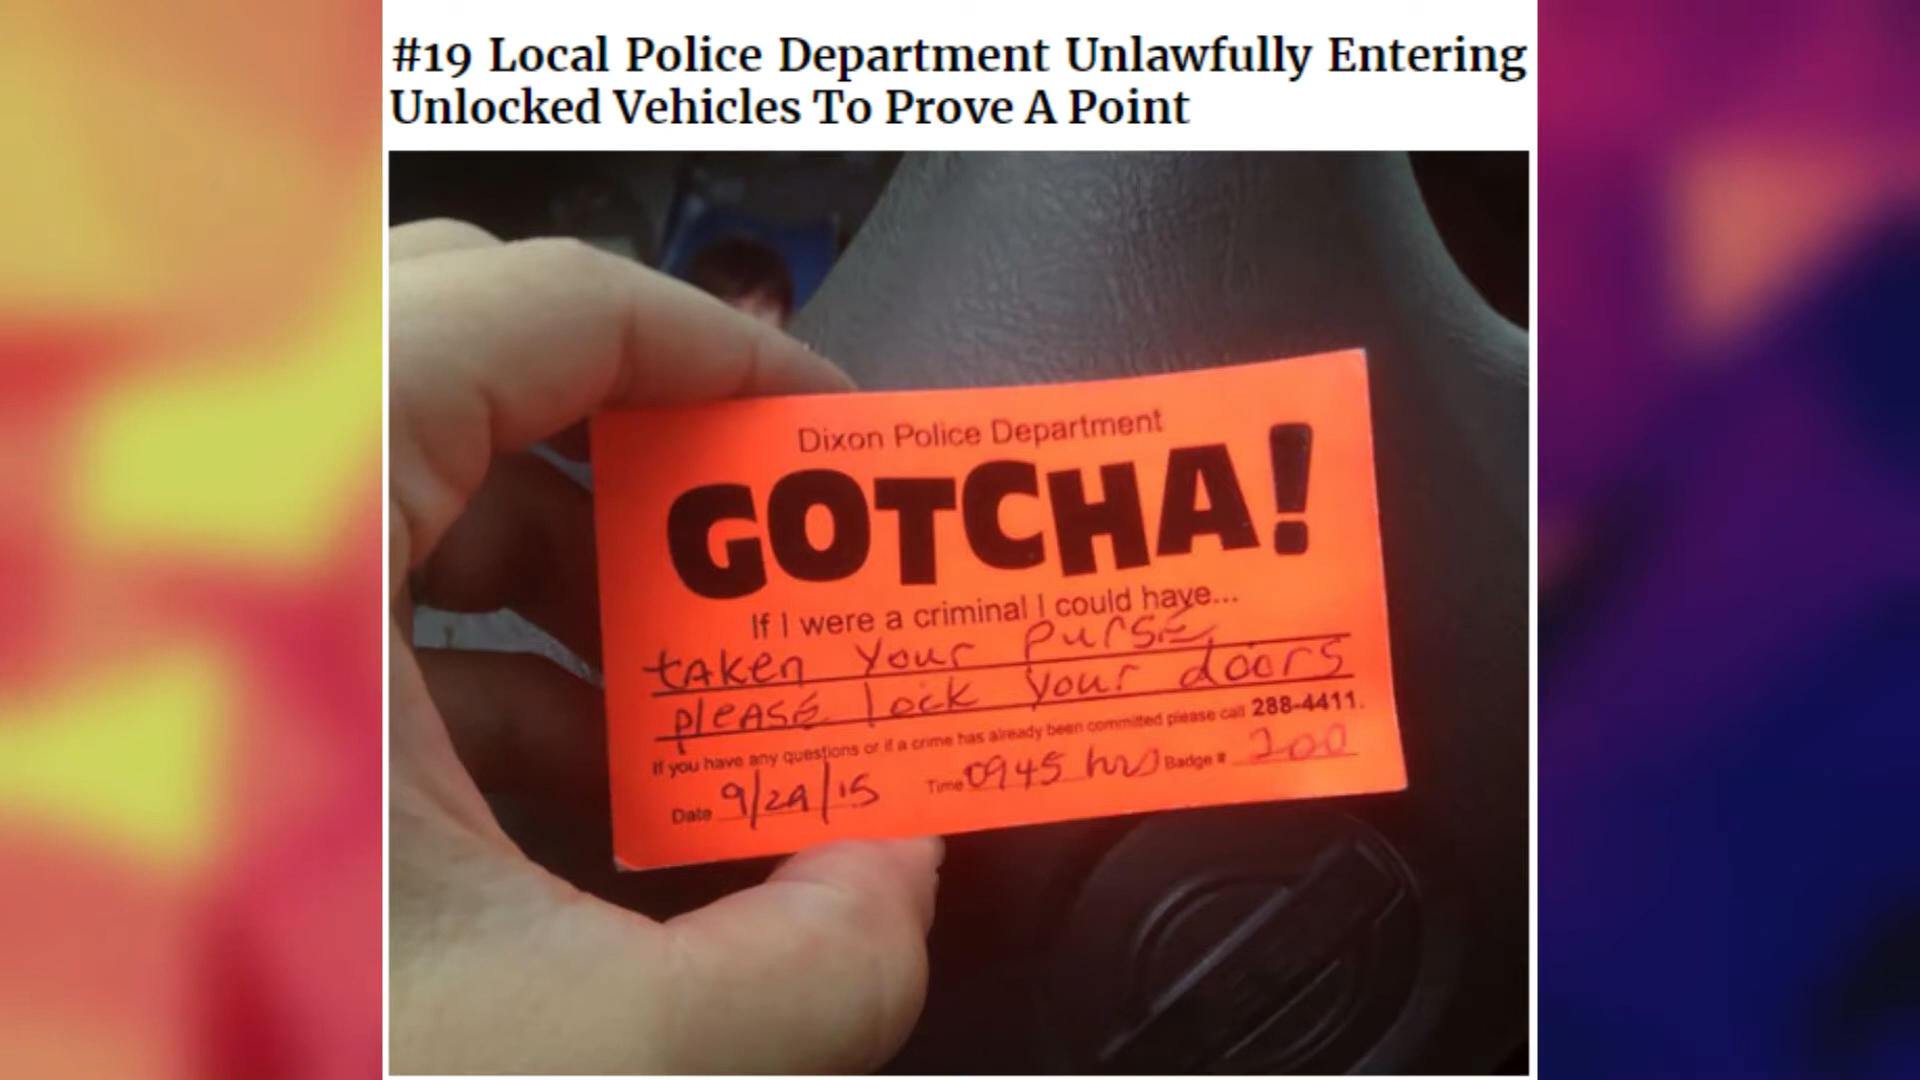 #19 Local Police Department Unlawfully Entering
Unlocked Vehicles To Prove A Point
Dixon Police Department
GOTCHA!
If I were a criminal I could have...
taken your purse
please lock your doors
If you have any questions or if a crime has already been committed please call 288-4411.
Date 9/29/15 Time 0945 hrs Badge # 200